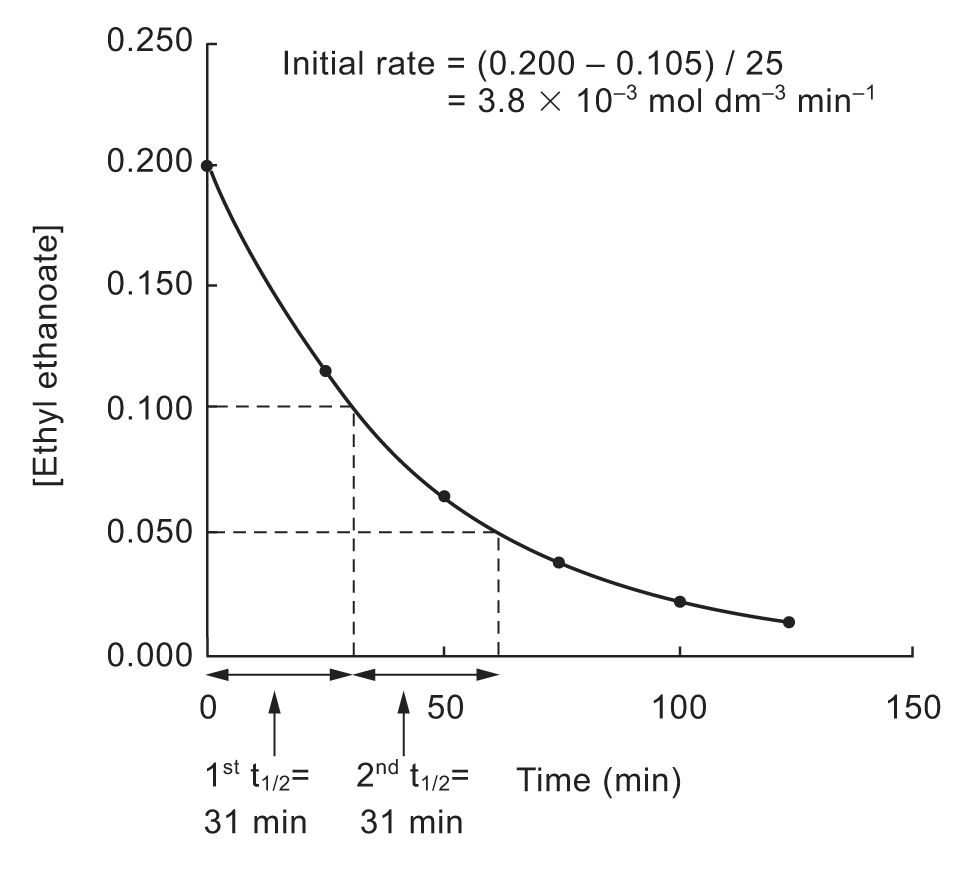 0.250
Initial rate = (0.200 – 0.105) / 25
= 3.8 × 10⁻³ mol dm⁻³ min⁻¹
0.200
0.150
[Ethyl ethanoate]
0.100
0.050
0.000
0 50 100 150
1ˢᵗ t₁/₂= 2ⁿᵈ t₁/₂= Time (min)
31 min 31 min